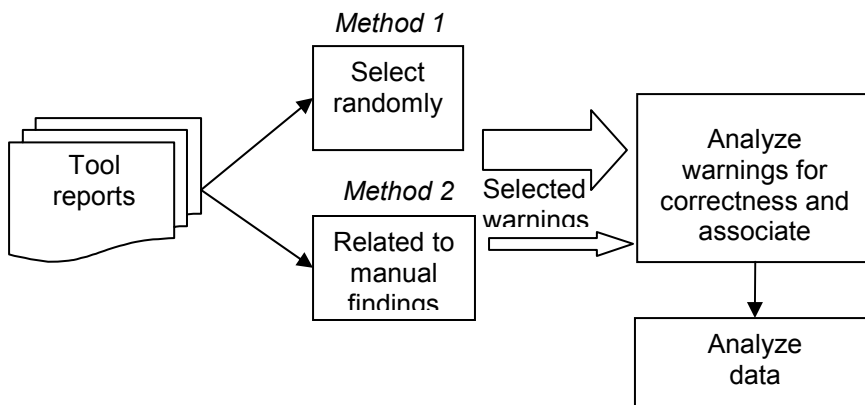 Method 1
Select
randomly
Tool
reports
Method 2
Related to
manual
findings
Selected
warnings
Analyze
warnings for
correctness and
associate
Analyze
data